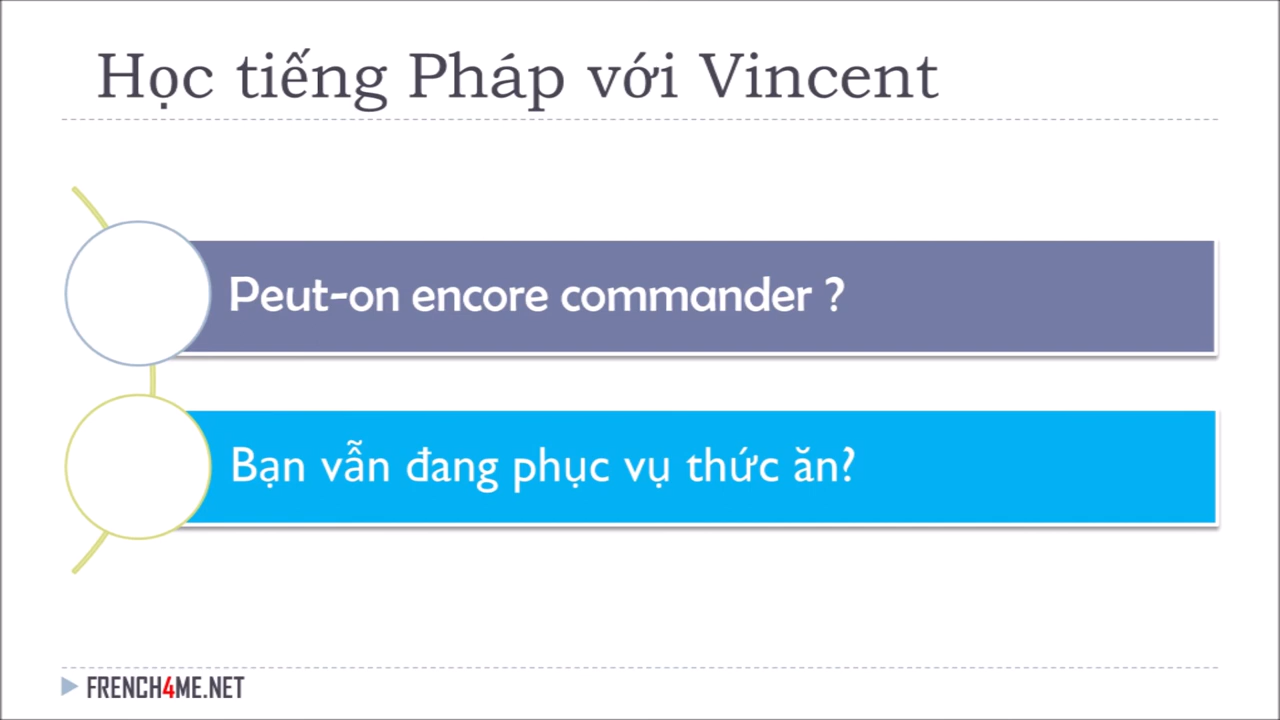 Học tiếng Pháp với Vincent
Peut-on encore commander ?
Bạn vẫn đang phục vụ thức ăn?
FRENCH4ME.NET